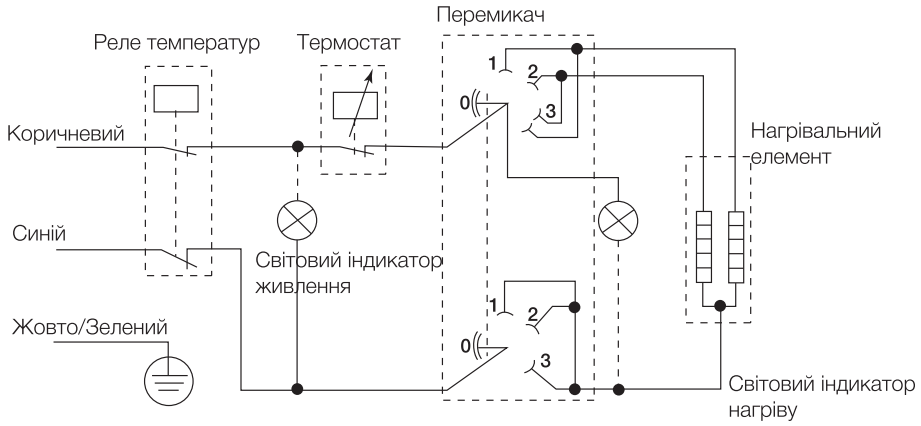 Перемикач
Реле температур
Термостат
1
2
0
3
Коричневий
Нагрівальний
елемент
Синій
Світовий індикатор
живлення
1
2
0
3
Жовто/Зелений
Світовий індикатор
нагріву